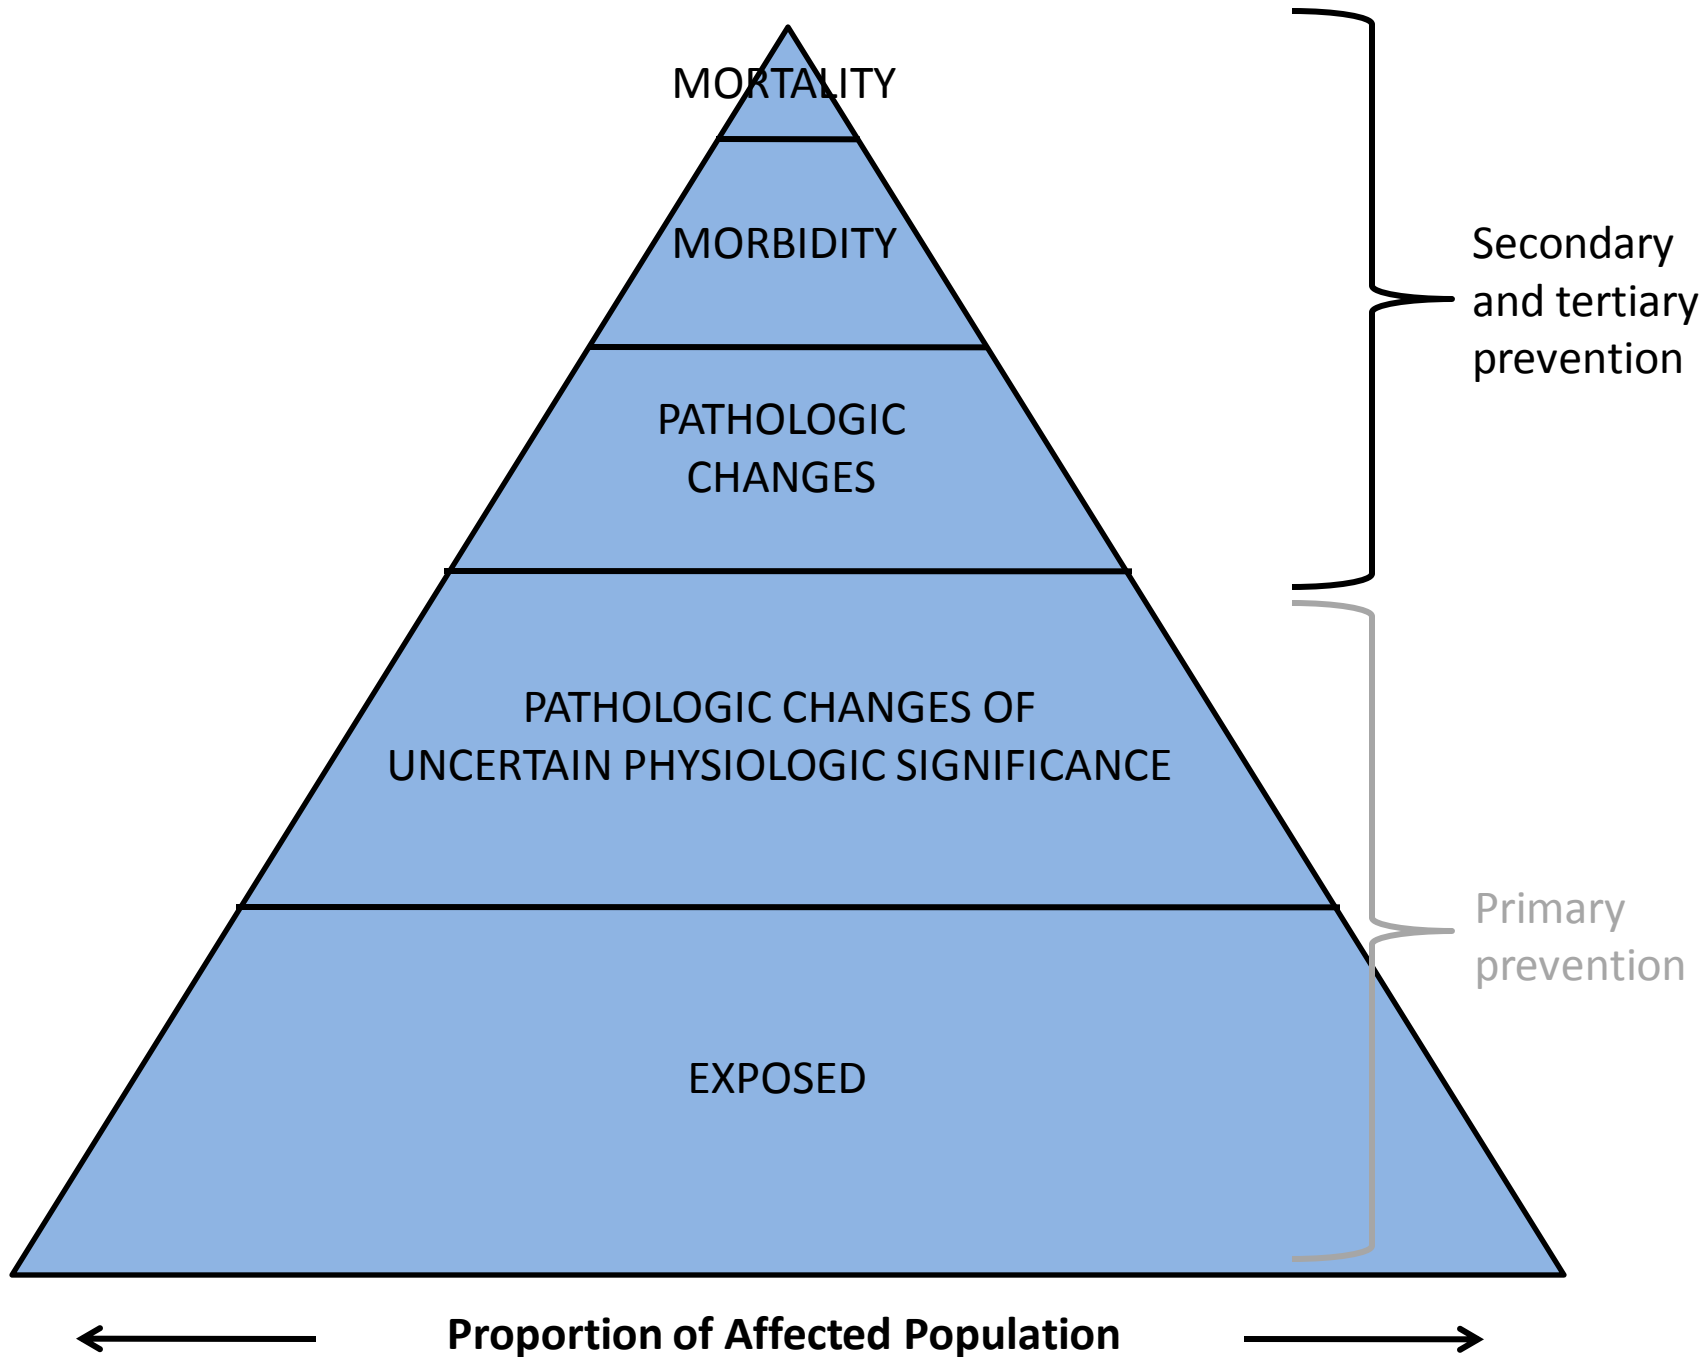 MORTALITY
MORBIDITY
Secondary
and tertiary
prevention
PATHOLOGIC
CHANGES
PATHOLOGIC CHANGES OF
UNCERTAIN PHYSIOLOGIC SIGNIFICANCE
Primary
prevention
EXPOSED
Proportion of Affected Population